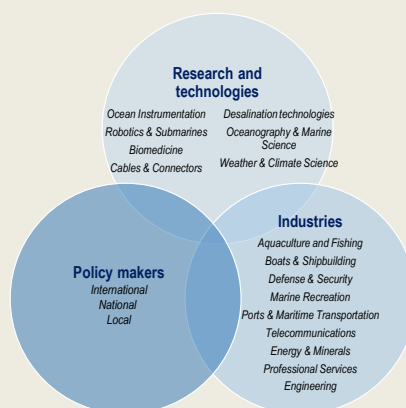 Research and
technologies
Ocean Instrumentation
Robotics & Submarines
Biomedicine
Cables & Connectors
Desalination technologies
Oceanography & Marine
Science
Weather & Climate Science
Policy makers
International
National
Local
Industries
Aquaculture and Fishing
Boats & Shipbuilding
Defense & Security
Marine Recreation
Ports & Maritime Transportation
Telecommunications
Energy & Minerals
Professional Services
Engineering